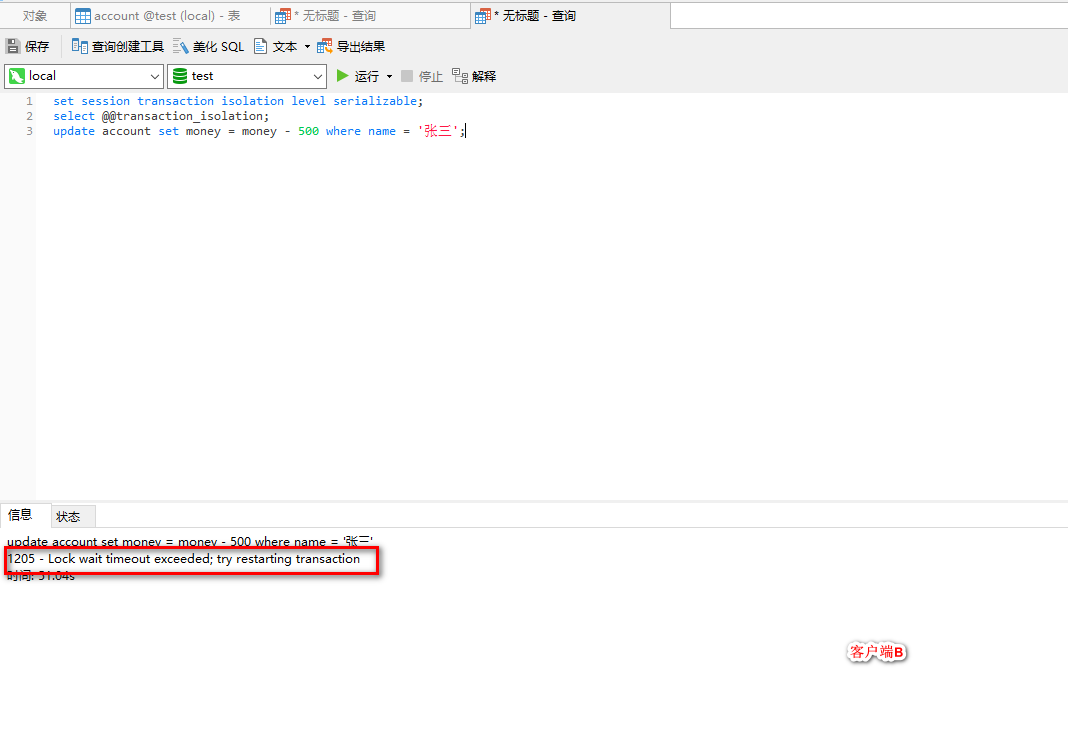 对象 account @test (local) - 表 * 无标题 - 查询 * 无标题 - 查询
保存 查询创建工具 美化 SQL 文本 导出结果
local test 运行 停止 解释
1 set session transaction isolation level serializable;
2 select @@transaction_isolation;
3 update account set money = money - 500 where name = '张三';
信息 状态
update account set money = money - 500 where name = '张三'
1205 - Lock wait timeout exceeded; try restarting transaction
时间: 51.04s
客户端B